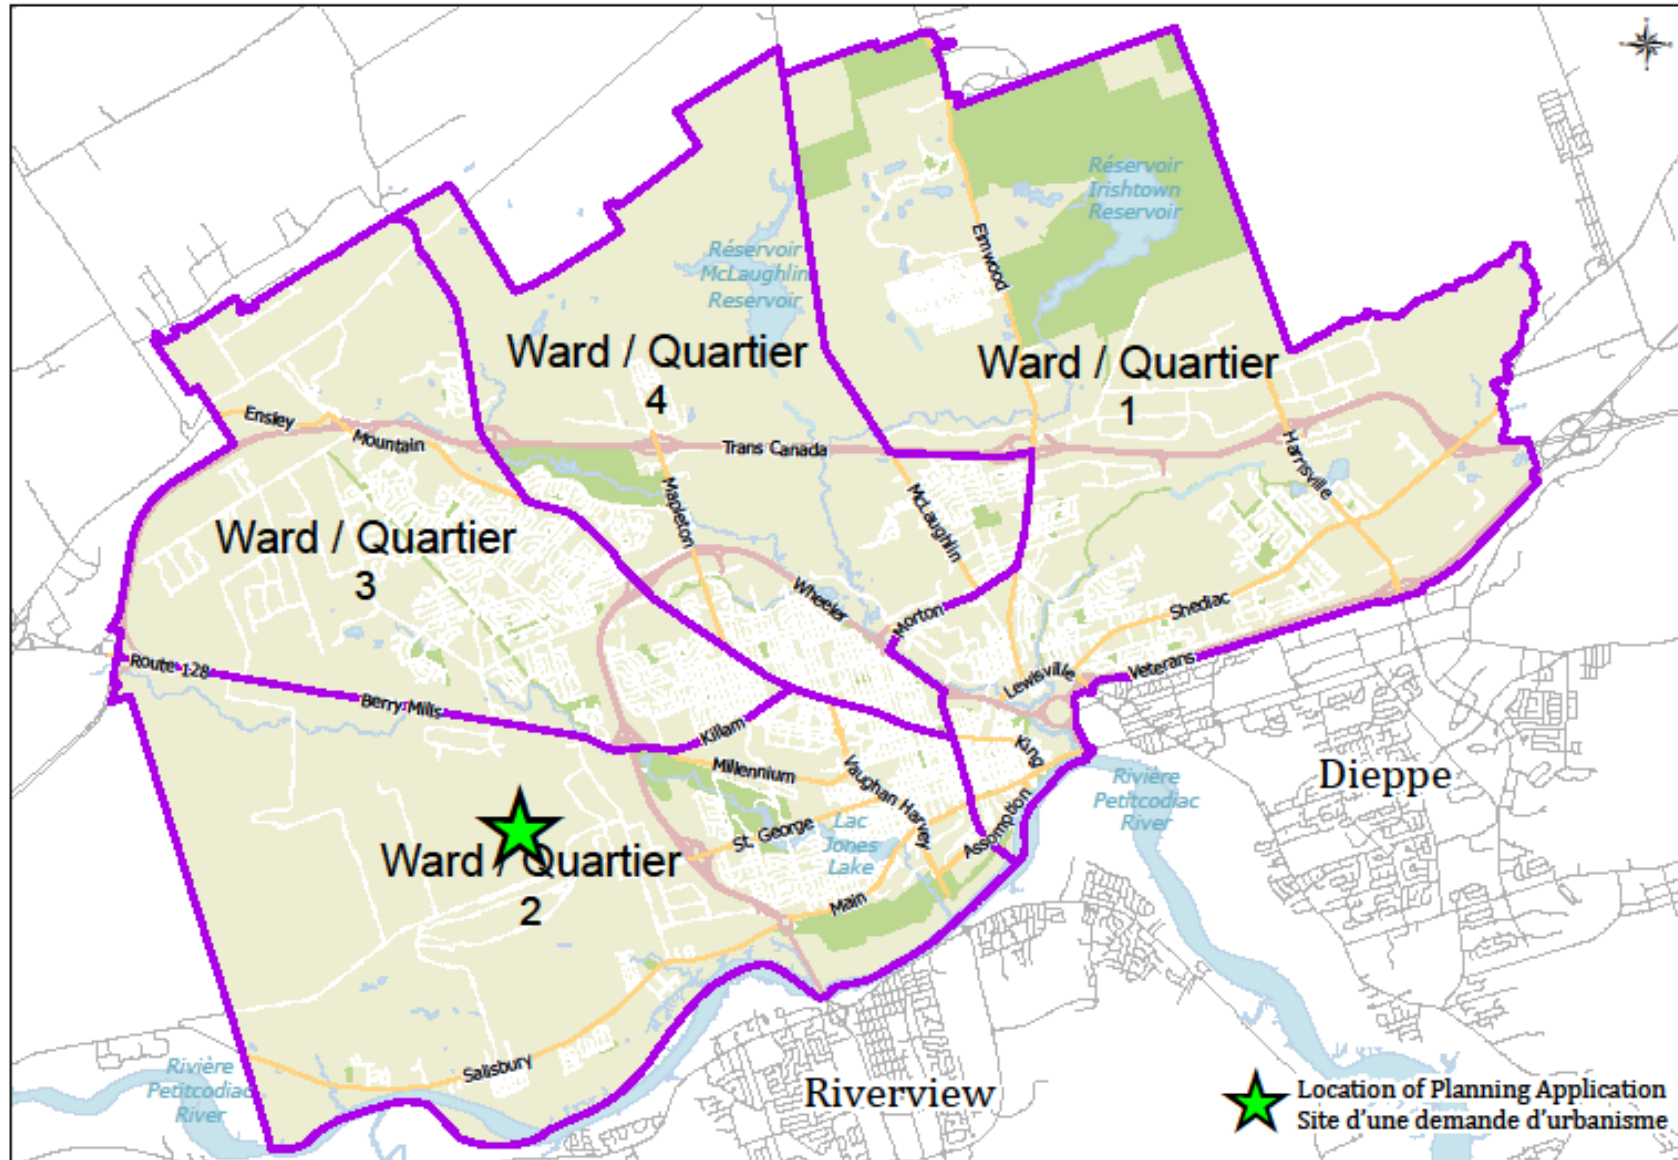 Réservoir
Irishtown
Reservoir
Elmwood
Réservoir
McLaughlin
Reservoir
Ward / Quartier
4
Ward / Quartier
1
Ensley
Mountain
Trans Canada
Harrisville
Mapleton
McLaughlin
Ward / Quartier
3
Wheeler
Morton
Shediac
Route 128
Berry Mills
Lewisville
Veterans
Killam
King
Millennium
Vaughan Harvey
Dieppe
Rivière
Petitcodiac
River
St. George
Lac
Jones
Lake
Assomption
Ward / Quartier
2
Main
Salisbury
Rivière
Petitcodiac
River
Riverview
Location of Planning Application
Site d'une demande d'urbanisme